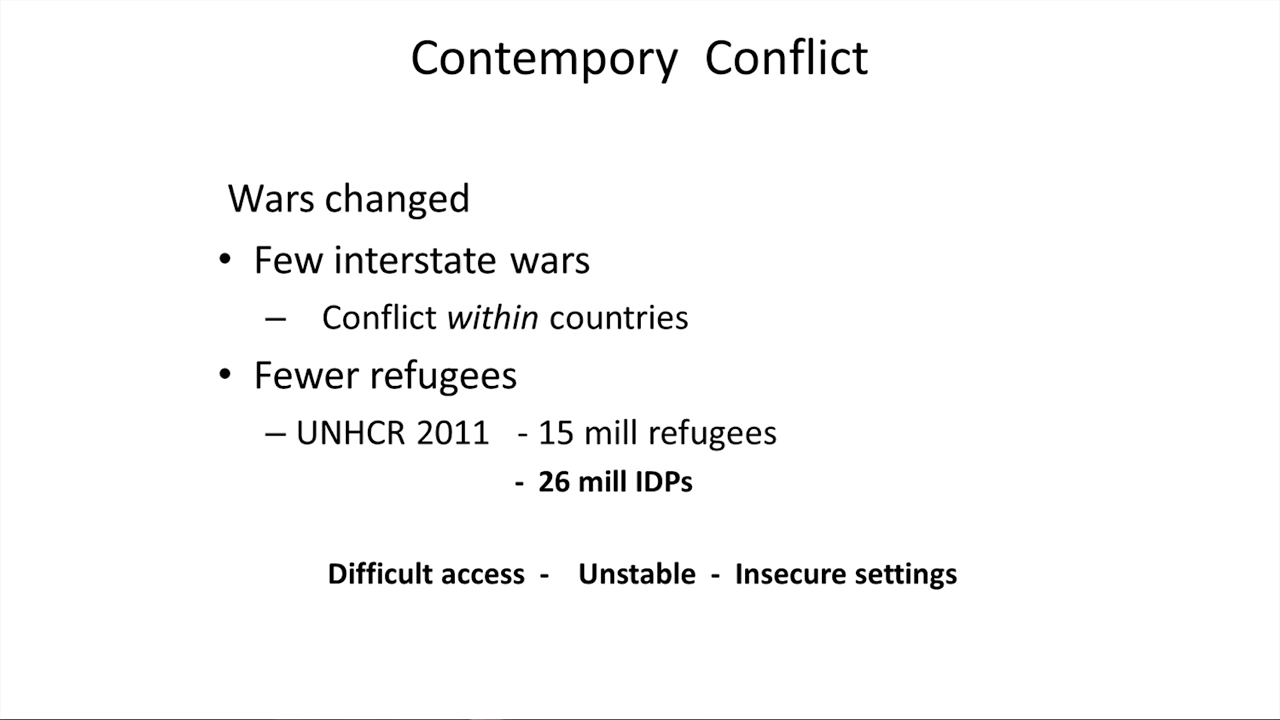 Contempory Conflict
Wars changed
• Few interstate wars
– Conflict within countries
• Fewer refugees
– UNHCR 2011 - 15 mill refugees
- 26 mill IDPs
Difficult access - Unstable - Insecure settings